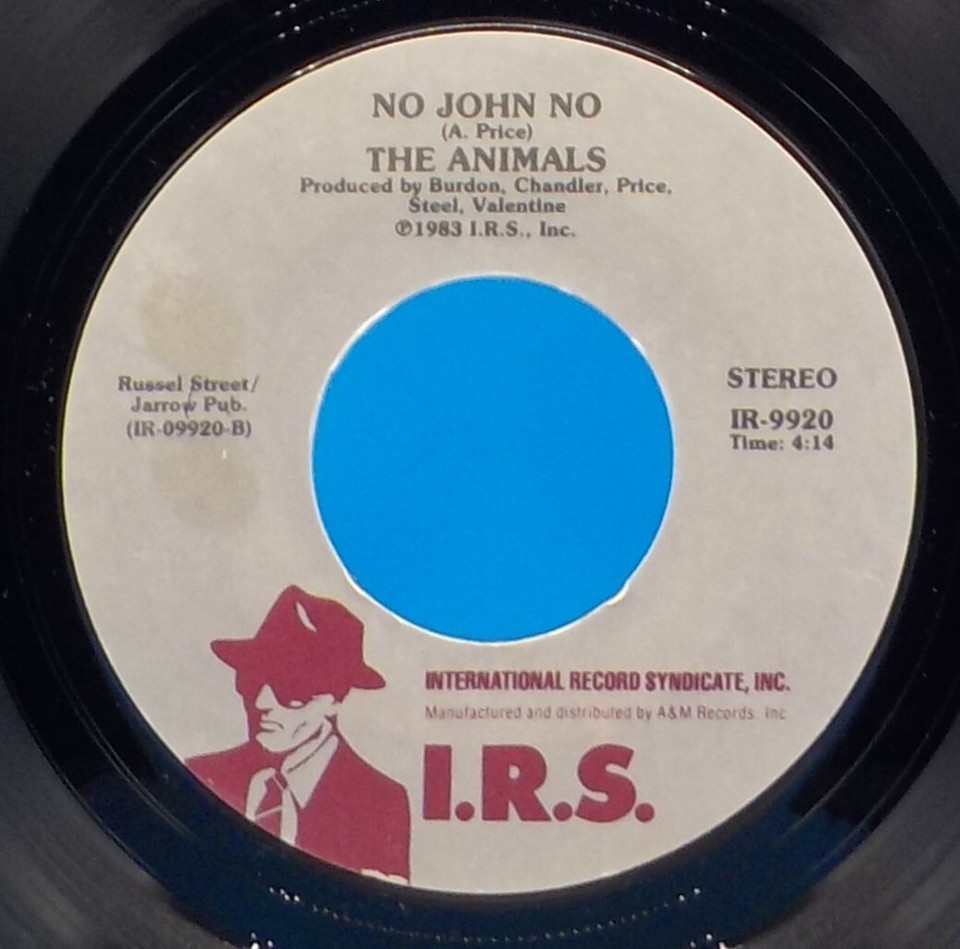 NO JOHN NO
(A. Price)
THE ANIMALS
Produced by Burdon, Chandler, Price,
Steel, Valentine
℗1983 I.R.S., Inc.
Russel Street/
Jarrow Pub.
(IR-09920-B)
STEREO
IR-9920
Time: 4:14
INTERNATIONAL RECORD SYNDICATE, INC.
Manufactured and distributed by A&M Records, Inc.
I.R.S.